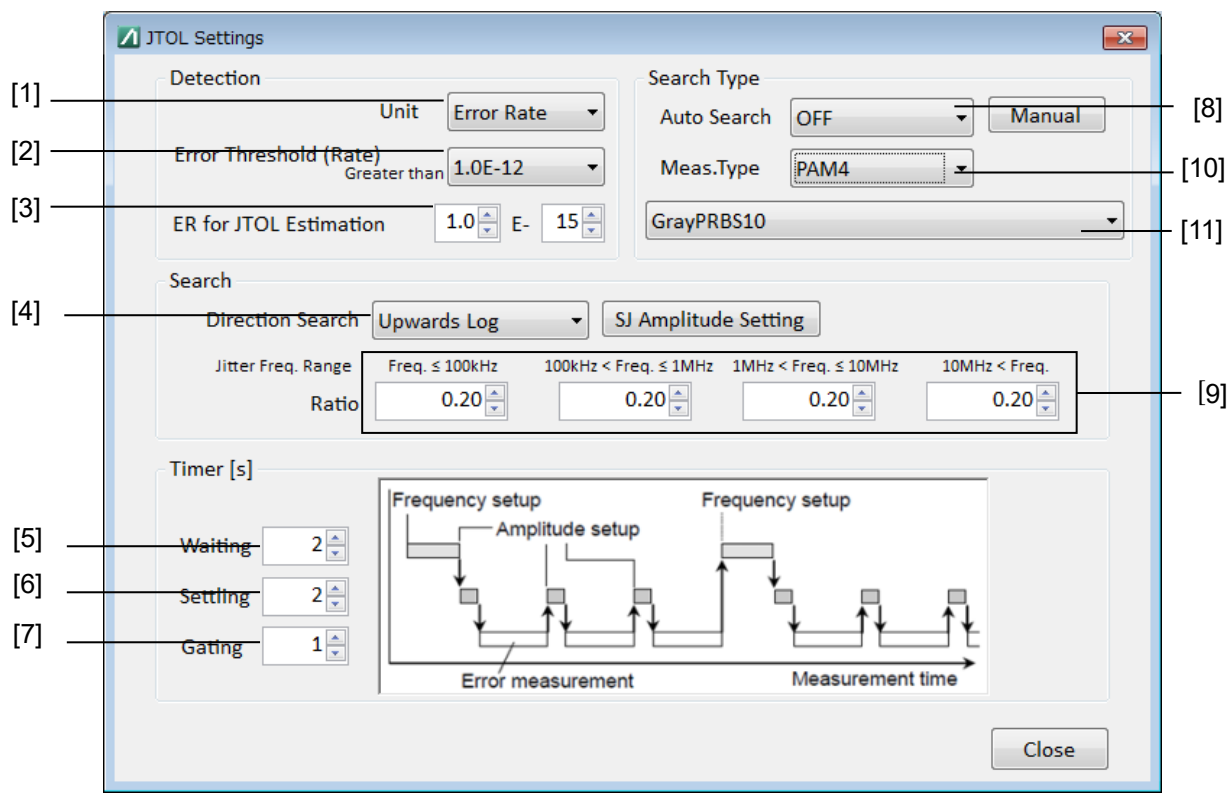 JTOL Settings
Detection
Search Type
[1]
Unit
Error Rate
Auto Search
OFF
Manual
[8]
[2]
Error Threshold (Rate)
Greater than
1.0E-12
Meas.Type
PAM4
[10]
[3]
ER for JTOL Estimation
1.0
E-
15
GrayPRBS10
[11]
Search
[4]
Direction Search
Upwards Log
SJ Amplitude Setting
Jitter Freq. Range
Freq. ≤ 100kHz
100kHz < Freq. ≤ 1MHz
1MHz < Freq. ≤ 10MHz
10MHz < Freq.
Ratio
0.20
0.20
0.20
0.20
[9]
Timer [s]
Frequency setup
Frequency setup
Amplitude setup
[5]
Waiting
2
[6]
Settling
2
[7]
Gating
1
Error measurement
Measurement time
Close